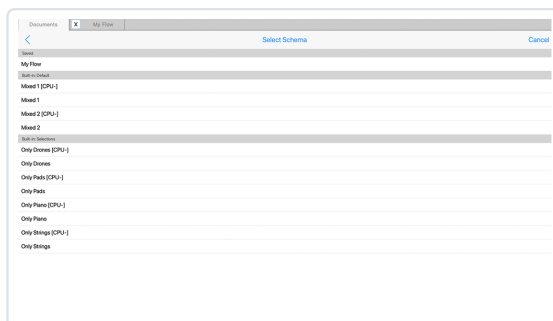 Documents X My Flow
Select Schema Cancel
Saved
My Flow
Built-In Default
Mixed 1 [CPU-]
Mixed 1
Mixed 2 [CPU-]
Mixed 2
Built-In Selections
Only Drones [CPU-]
Only Drones
Only Pads [CPU-]
Only Pads
Only Piano [CPU-]
Only Piano
Only Strings [CPU-]
Only Strings